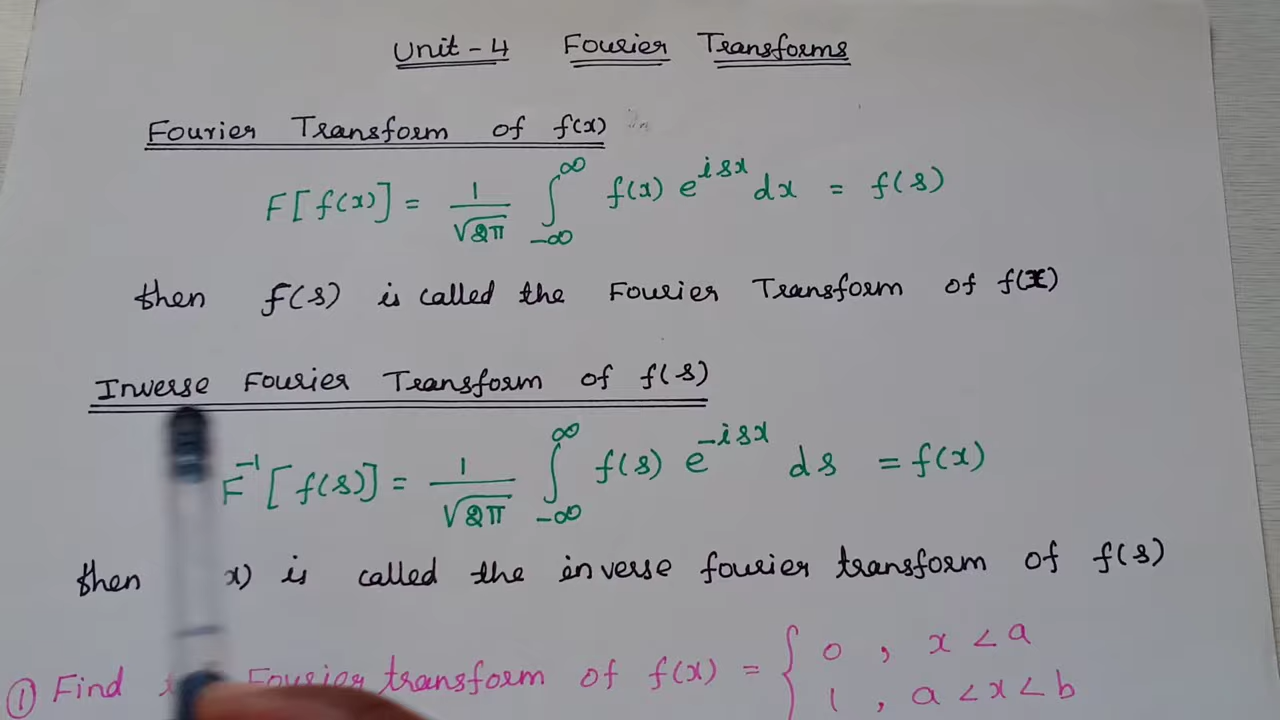 Unit - 4 Fourier Transforms
Fourier Transform of f(x)
F[f(x)] = 1/√2π ∫_{-∞}^{∞} f(x) e^{isx} dx = f(s)
then f(s) is called the Fourier Transform of f(x)
Inverse Fourier Transform of f(s)
F^{-1}[f(s)] = 1/√2π ∫_{-∞}^{∞} f(s) e^{-isx} ds = f(x)
then x) is called the inverse fourier transform of f(s)
① Find Fourier transform of f(x) = { 0 , x < a
1 , a < x < b